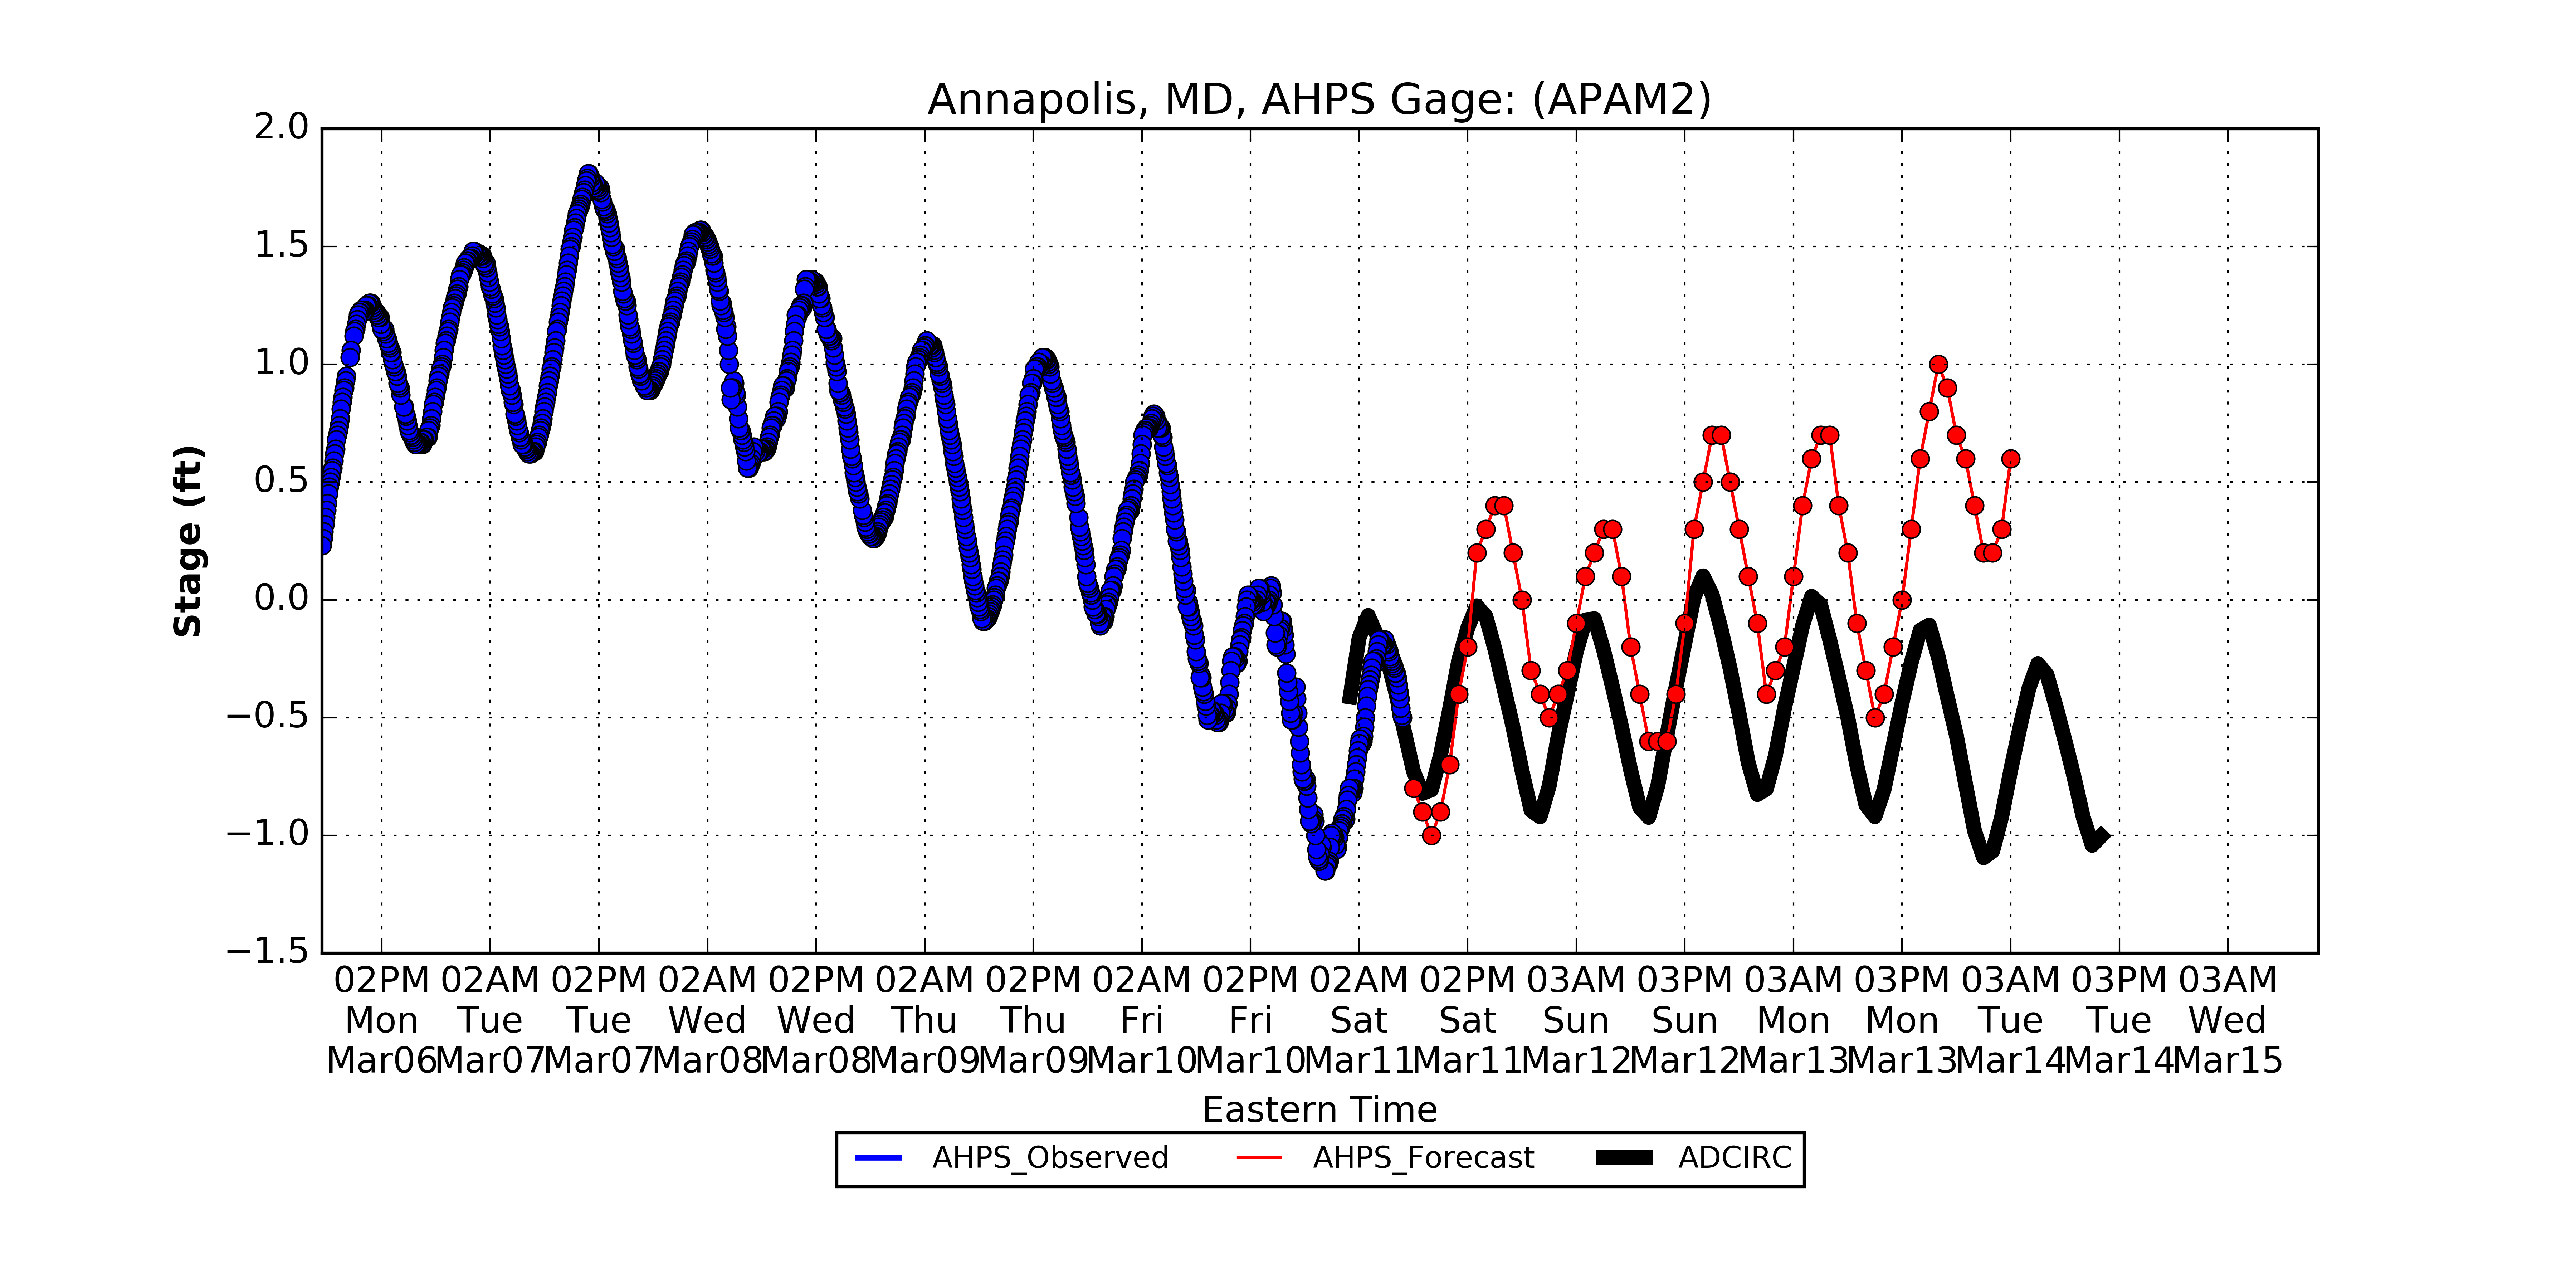 Annapolis, MD, AHPS Gage: (APAM2)
2.0
1.5
1.0
0.5
0.0
−0.5
−1.0
−1.5
Stage (ft)
02PM 02AM 02PM 02AM 02PM 02AM 02PM 02AM 02PM 02AM 02PM 03AM 03PM 03AM 03PM 03AM 03PM 03AM
Mon Tue Tue Wed Wed Thu Thu Fri Fri Sat Sat Sun Sun Mon Mon Tue Tue Wed
Mar06 Mar07 Mar07 Mar08 Mar08 Mar09 Mar09 Mar10 Mar10 Mar11 Mar11 Mar12 Mar12 Mar13 Mar13 Mar14 Mar14 Mar15
Eastern Time
AHPS_Observed AHPS_Forecast ADCIRC